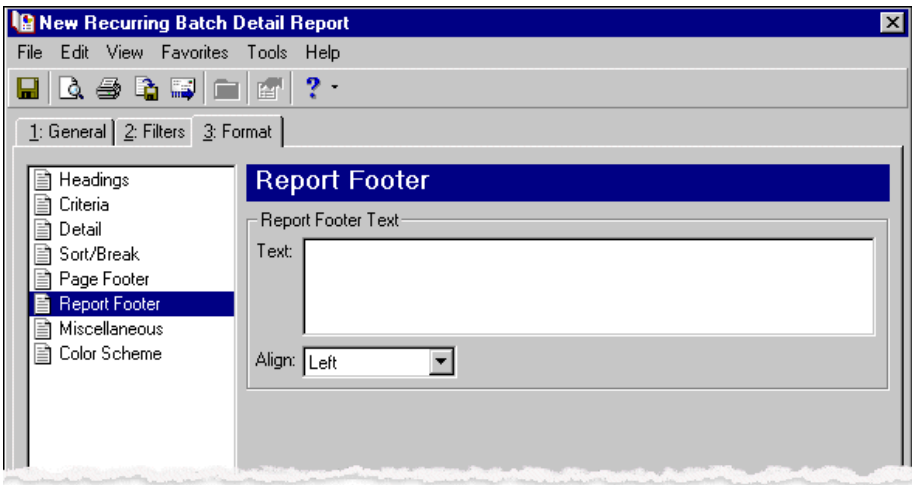 New Recurring Batch Detail Report
File Edit View Favorites Tools Help
?
1: General 2: Filters 3: Format
Headings
Criteria
Detail
Sort/Break
Page Footer
Report Footer
Miscellaneous
Color Scheme
Report Footer
Report Footer Text
Text:
Align: Left